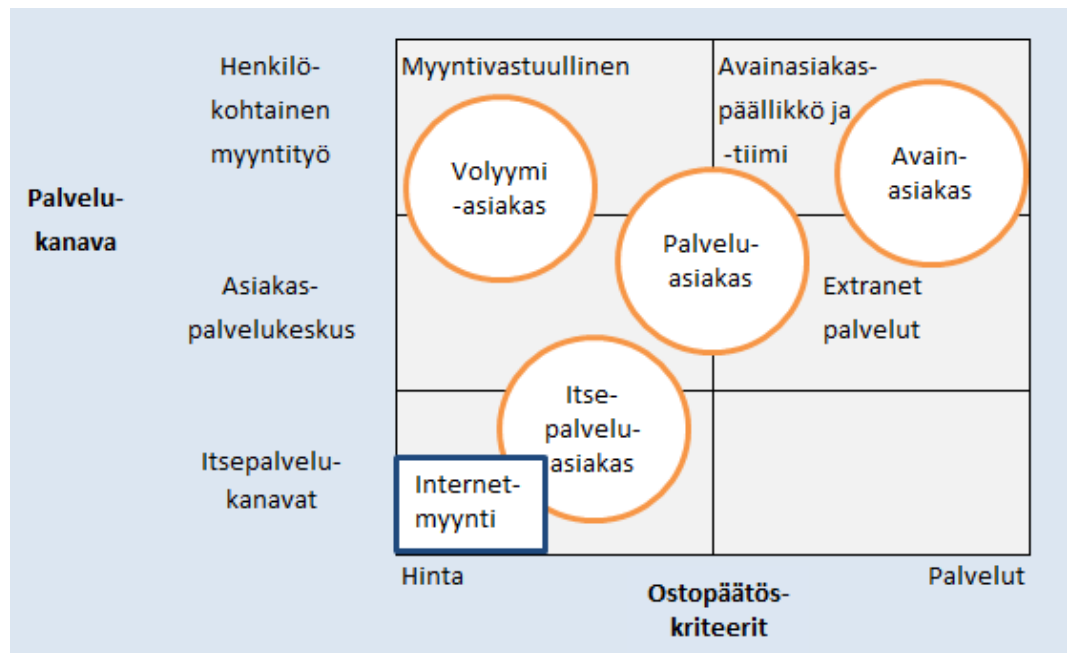 Palvelu-
kanava
Henkilö-
kohtainen
myyntityö
Asiakas-
palvelukeskus
Itsepalvelu-
kanavat
Myyntivastuullinen
Avainasiakas-
päällikkö ja
-tiimi
Volyymi
-asiakas
Avain-
asiakas
Palvelu-
asiakas
Extranet
palvelut
Itse-
palvelu-
asiakas
Internet-
myynti
Hinta
Palvelut
Ostopäätös-
kriteerit